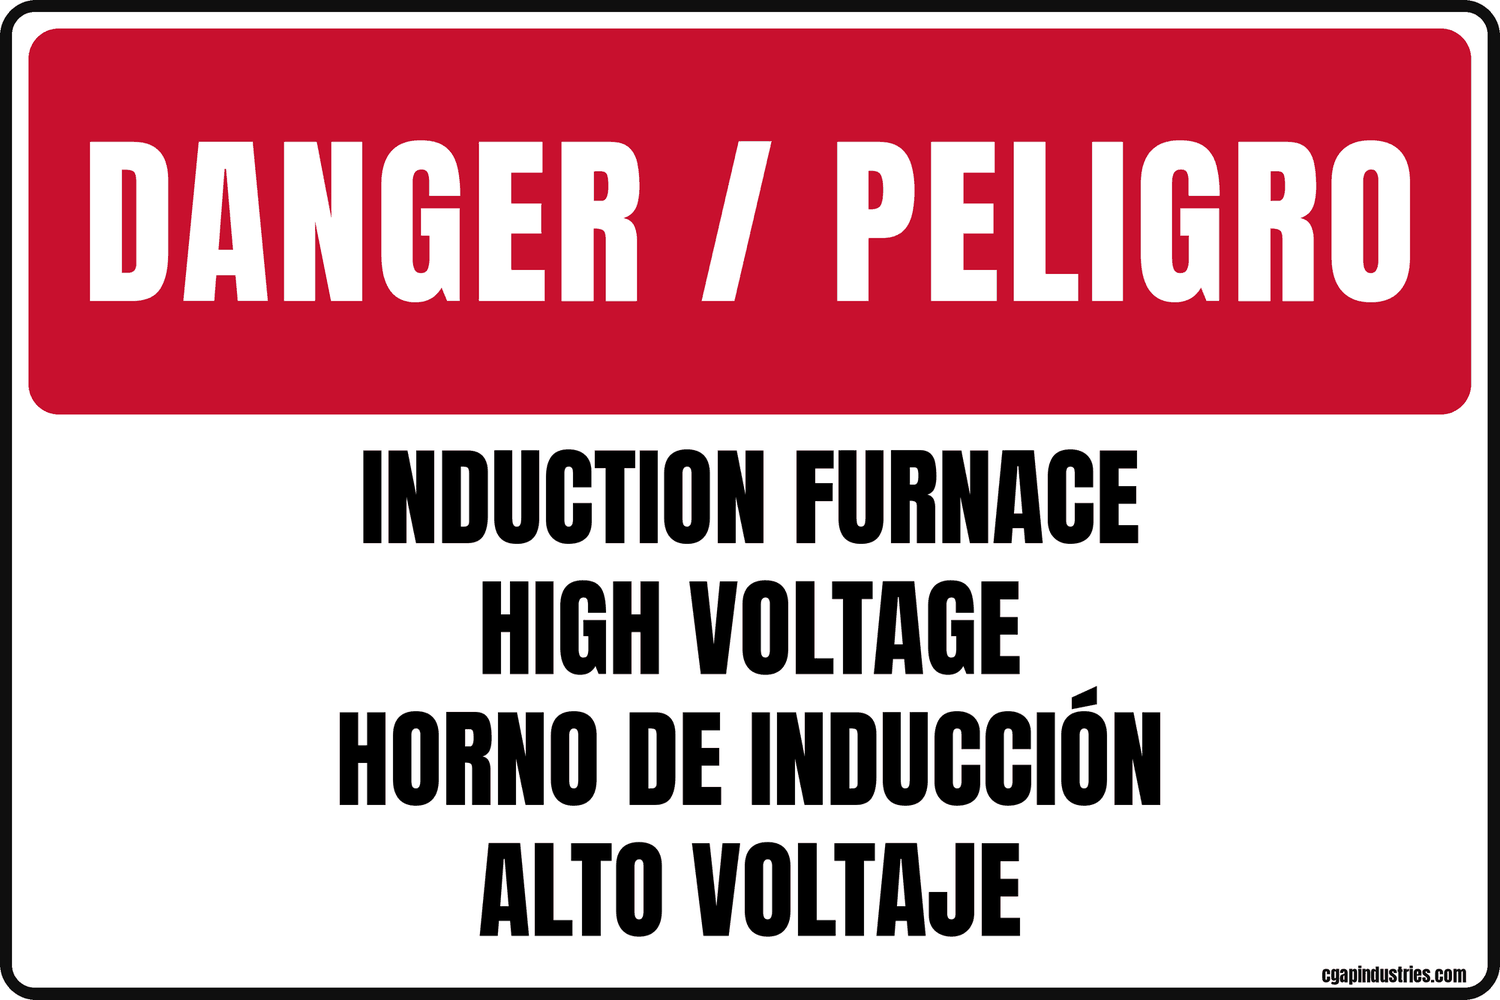 DANGER / PELIGRO
INDUCTION FURNACE
HIGH VOLTAGE
HORNO DE INDUCCIÓN
ALTO VOLTAJE
cgapindustries.com